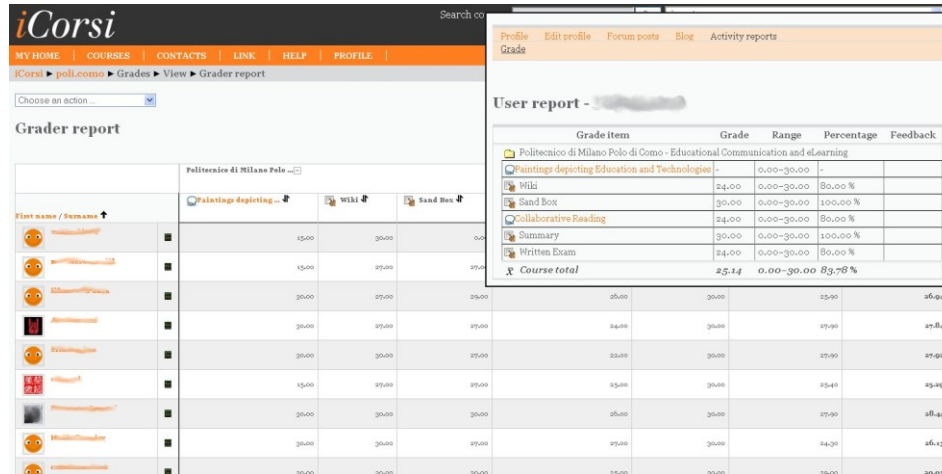 iCorsi
Search co
MY HOME | COURSES | CONTACTS | LINK | HELP | PROFILE |
iCorsi ► poli.como ► Grades ► View ► Grader report
Choose an action ...
Grader report
Politecnico di Milano Polo ...
Paintings depicting ... Wiki Sand Box
First name / Surname
15,00 30,00 0,00
15,00 27,00 27,00
30,00 27,00 29,00 26,00 30,00 25,90
30,00 27,00 27,00 24,00 30,00 27,90
30,00 30,00 27,00 22,00 30,00 27,90
15,00 27,00 27,00 25,00 30,00 25,40
30,00 30,00 30,00 26,00 30,00 27,90
30,00 30,00 27,00 27,00 30,00 24,30
Profile Edit profile Forum posts Blog Activity reports
Grade
User report -
Grade item Grade Range Percentage Feedback
Politecnico di Milano Polo di Como - Educational Communication and eLearning
Paintings depicting Education and Technologies - 0.00-30.00 -
Wiki 24.00 0.00-30.00 80.00 %
Sand Box 30.00 0.00-30.00 100.00 %
Collaborative Reading 24.00 0.00-30.00 80.00 %
Summary 30.00 0.00-30.00 100.00 %
Written Exam 24.00 0.00-30.00 80.00 %
x̄ Course total 25.14 0.00-30.00 83.78 %